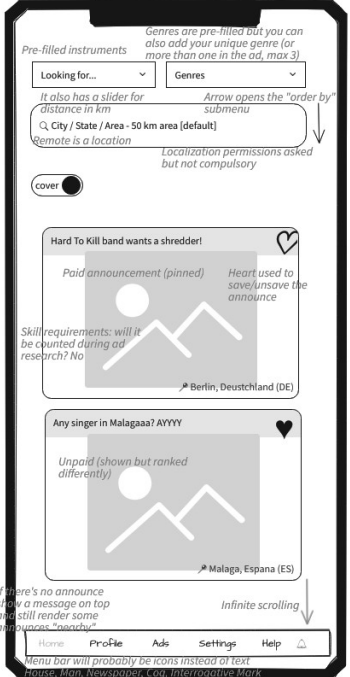 Genres are pre-filled but you can
also add your unique genre (or
more than one in the ad, max 3)
Pre-filled instruments
Looking for...
Genres
It also has a slider for
distance in km
Arrow opens the "order by"
submenu
City / State / Area - 50 km area [default]
Remote is a location
Localization permissions asked
but not compulsory
cover
Hard To Kill band wants a shredder!
Paid announcement (pinned)
Heart used to
save/unsave the
announce
Skill requirements: will it
be counted during ad
research? No
Berlin, Deustchland (DE)
Any singer in Malagaaa? AYYYY
Unpaid (shown but ranked
differently)
Malaga, Espana (ES)
f there's no announce
how a message on top
and still render some
announces "nearby"
Infinite scrolling
Home
Profile
Ads
Settings
Help
Menu bar will probably be icons instead of text
House, Man, Newspaper, Cog, Interrogative Mark